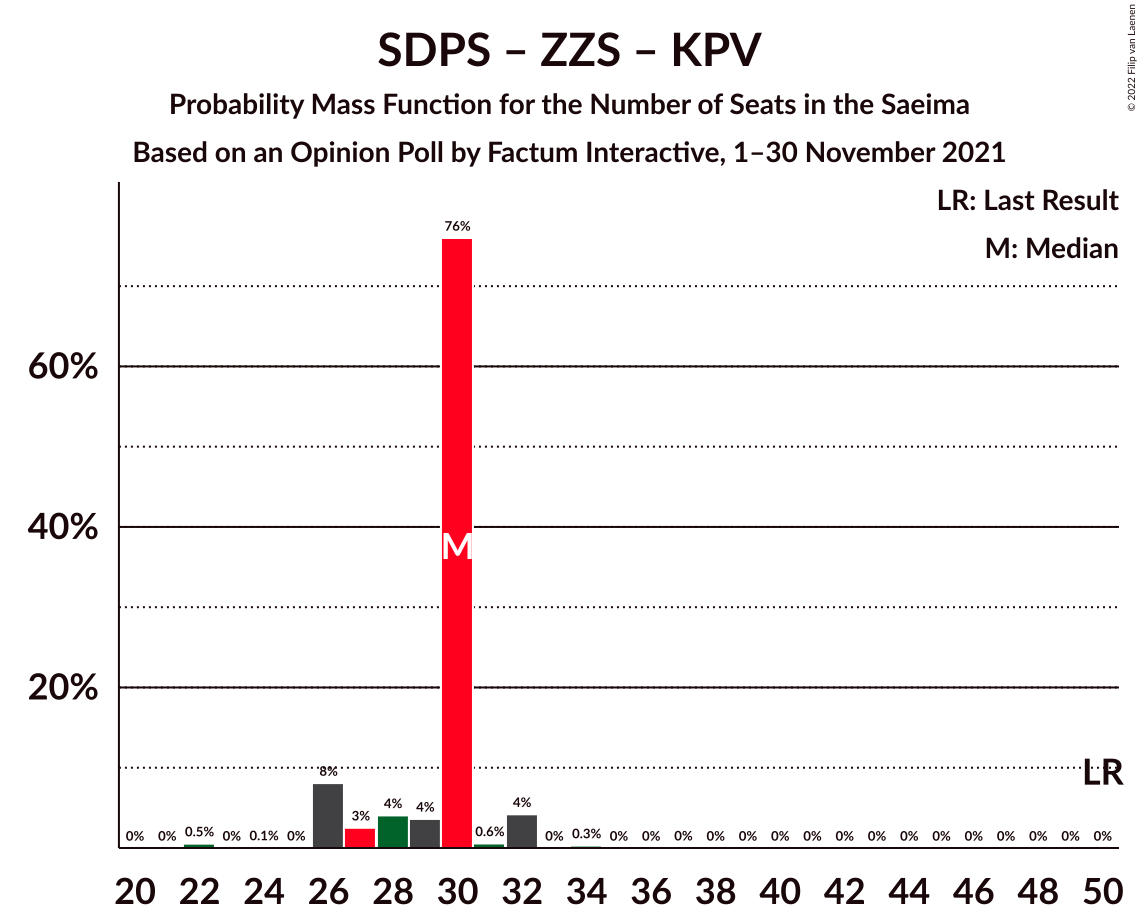 SDPS – ZZS – KPV
Probability Mass Function for the Number of Seats in the Saeima
Based on an Opinion Poll by Factum Interactive, 1–30 November 2021
© 2022 Filip van Laenen
LR: Last Result
M: Median
60%
40%
20%
0% 0% 0.5% 0% 0.1% 0% 8% 3% 4% 4% 76% 0.6% 4% 0% 0.3% 0% 0% 0% 0% 0% 0% 0% 0% 0% 0% 0% 0% 0% 0% 0% 0%
M
LR
20 22 24 26 28 30 32 34 36 38 40 42 44 46 48 50